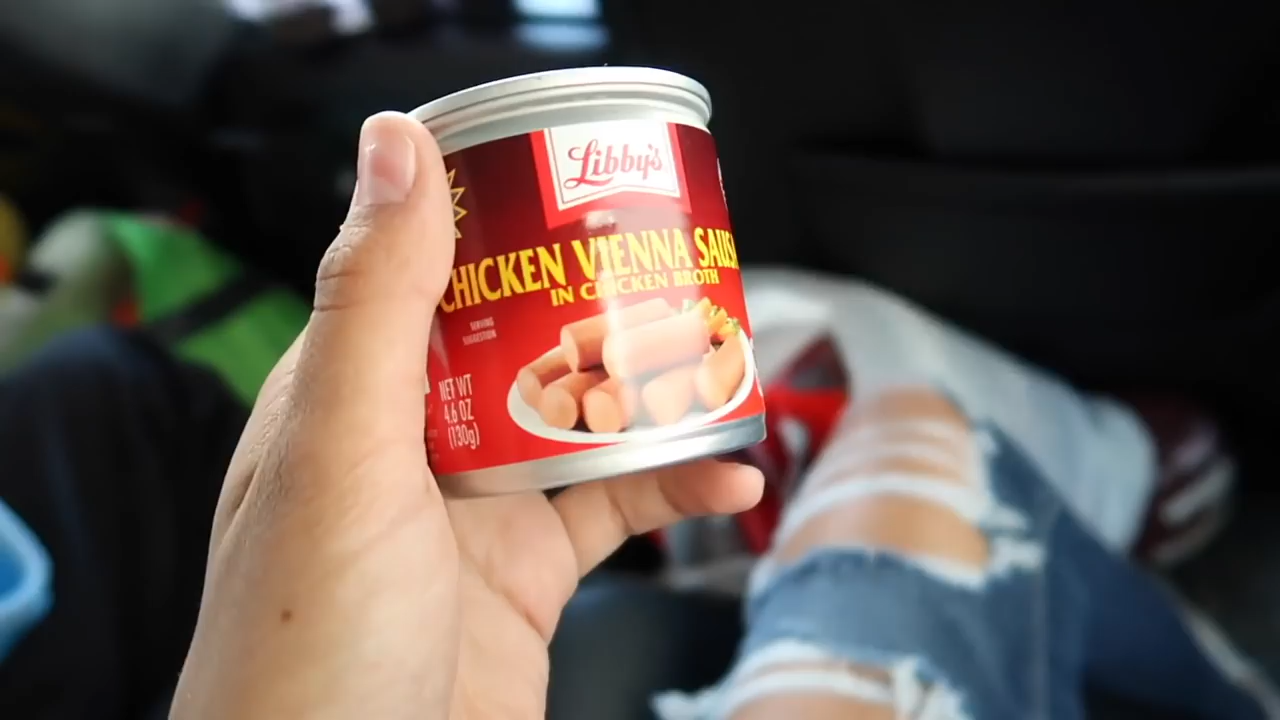 Libby's
CHICKEN VIENNA SAUS
IN CHICKEN BROTH
SERVING
SUGGESTION
NET WT
4.6 OZ
(130g)